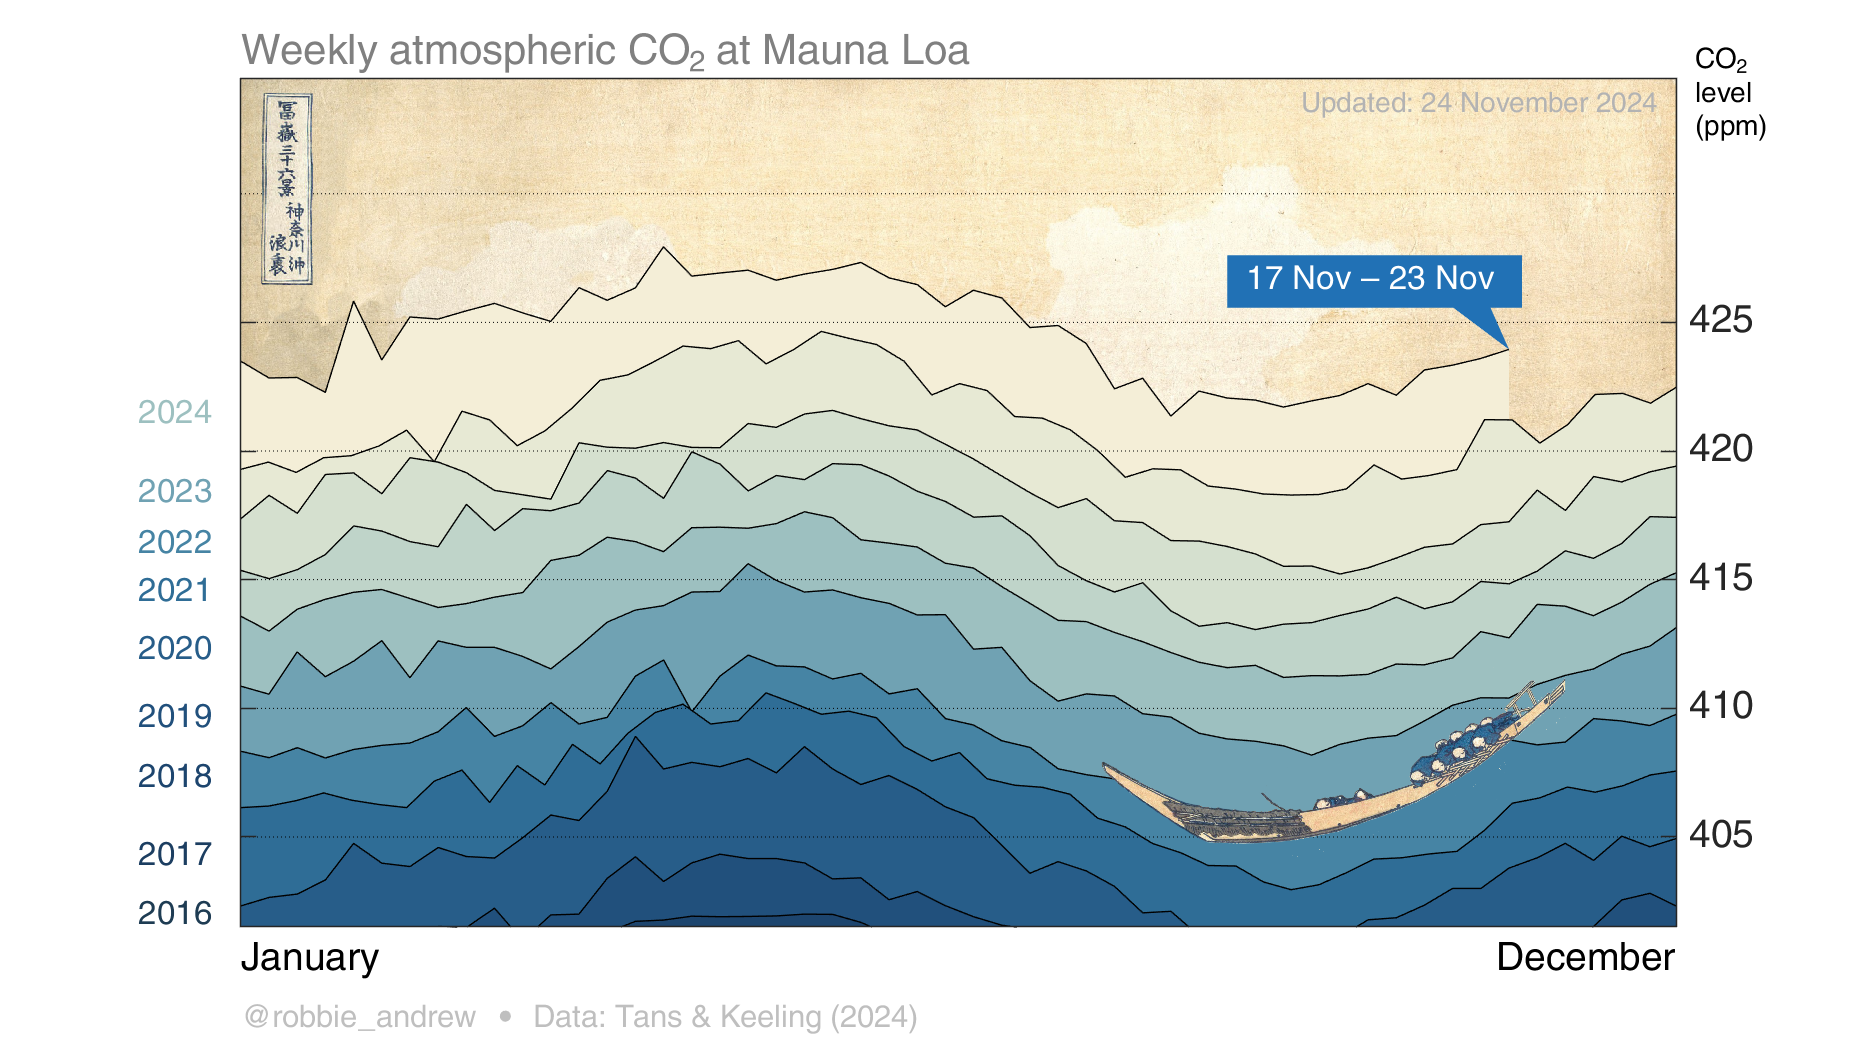 Weekly atmospheric CO₂ at Mauna Loa
CO₂
level
(ppm)
Updated: 24 November 2024
冨嶽三十六景
神奈川沖
浪裏
17 Nov – 23 Nov
425
420
415
410
405
2024
2023
2022
2021
2020
2019
2018
2017
2016
January
December
@robbie_andrew • Data: Tans & Keeling (2024)